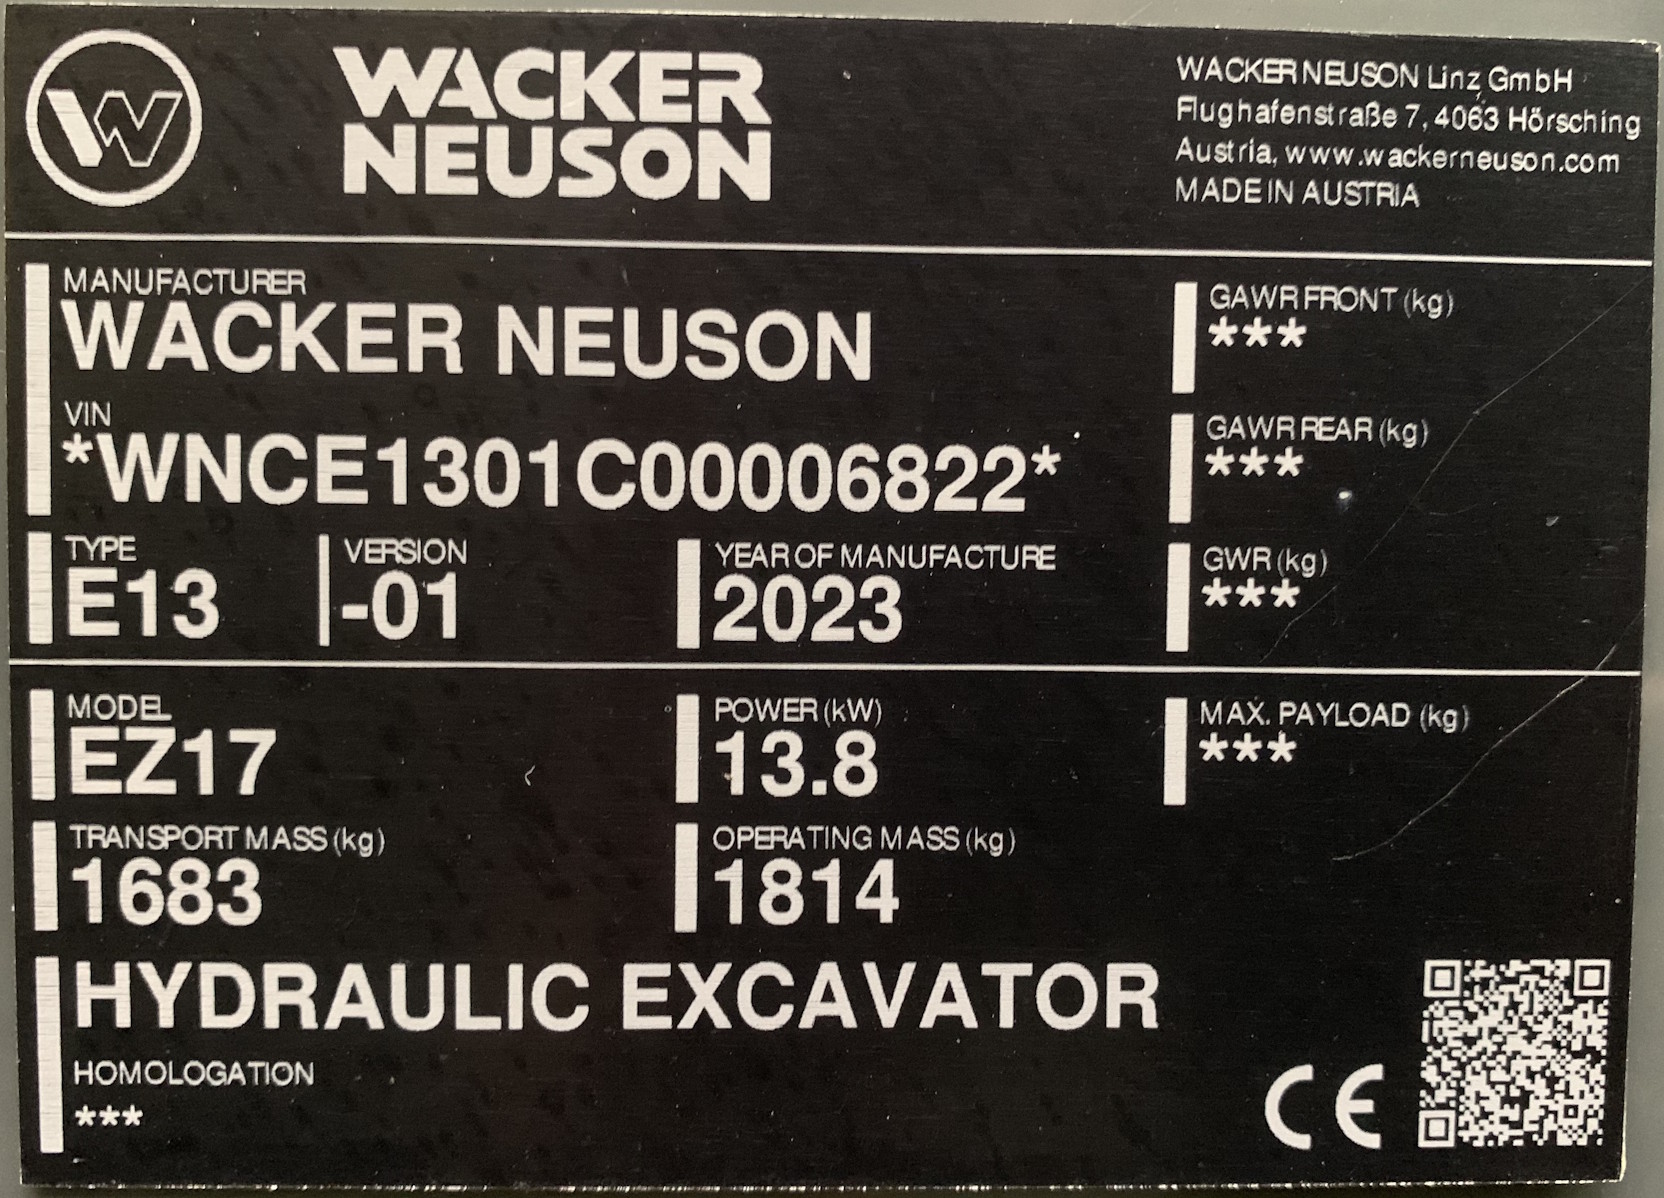 W
WACKER
NEUSON
WACKER NEUSON Linz GmbH
Flughafenstraße 7, 4063 Hörsching
Austria, www.wackerneuson.com
MADE IN AUSTRIA
MANUFACTURER
WACKER NEUSON
VIN
*WNCE1301C00006822*
TYPE
E13
VERSION
-01
YEAR OF MANUFACTURE
2023
GAWR FRONT (kg)
***
GAWR REAR (kg)
***
GWR (kg)
***
MODEL
EZ17
POWER (kW)
13.8
MAX. PAYLOAD (kg)
***
TRANSPORT MASS (kg)
1683
OPERATING MASS (kg)
1814
HYDRAULIC EXCAVATOR
HOMOLOGATION
***
CE